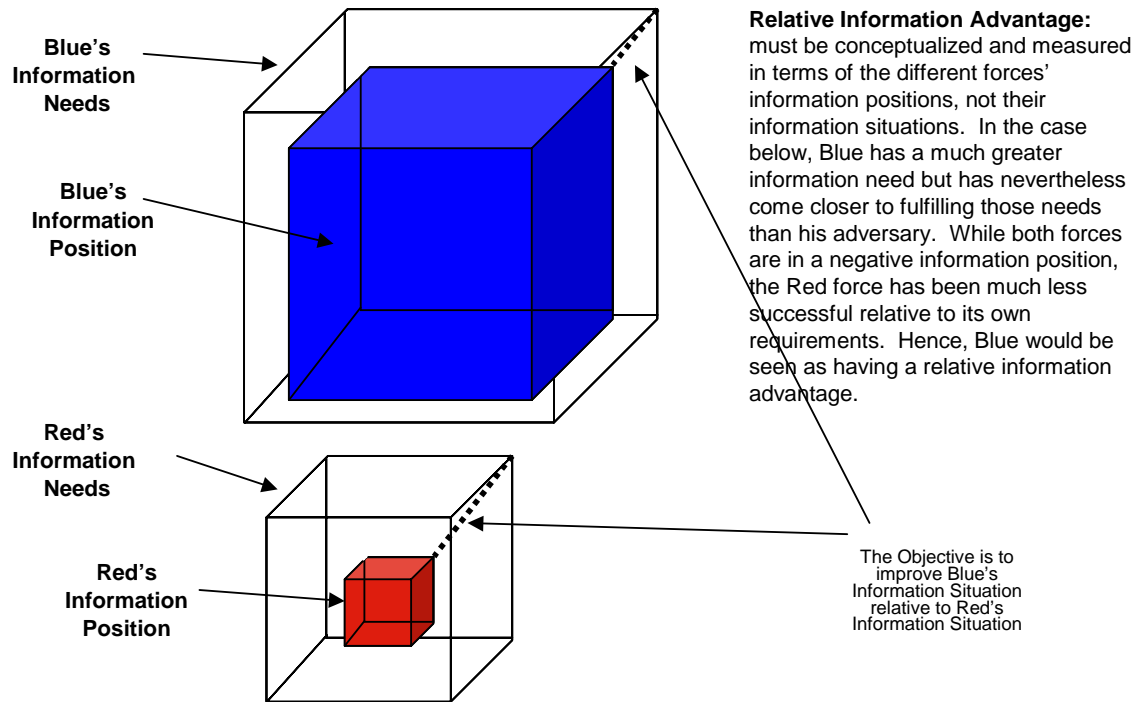 Blue's
Information
Needs
Blue's
Information
Position
Relative Information Advantage:
must be conceptualized and measured
in terms of the different forces'
information positions, not their
information situations.  In the case
below, Blue has a much greater
information need but has nevertheless
come closer to fulfilling those needs
than his adversary.  While both forces
are in a negative information position,
the Red force has been much less
successful relative to its own
requirements.  Hence, Blue would be
seen as having a relative information
advantage.
Red's
Information
Needs
Red's
Information
Position
The Objective is to
improve Blue's
Information Situation
relative to Red's
Information Situation